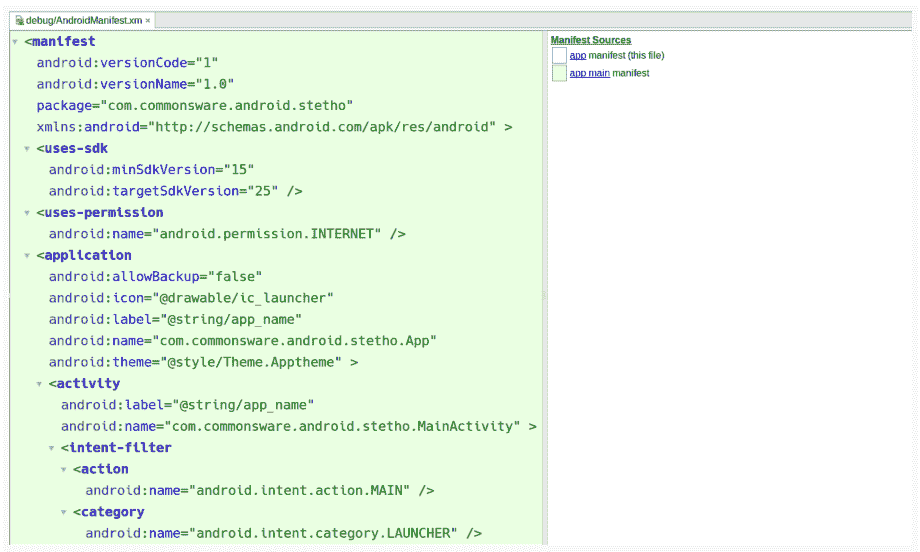 debug/AndroidManifest.xm ×
<manifest
android:versionCode="1"
android:versionName="1.0"
package="com.commonsware.android.stetho"
xmlns:android="http://schemas.android.com/apk/res/android" >
<uses-sdk
android:minSdkVersion="15"
android:targetSdkVersion="25" />
<uses-permission
android:name="android.permission.INTERNET" />
<application
android:allowBackup="false"
android:icon="@drawable/ic_launcher"
android:label="@string/app_name"
android:name="com.commonsware.android.stetho.App"
android:theme="@style/Theme.Apptheme" >
<activity
android:label="@string/app_name"
android:name="com.commonsware.android.stetho.MainActivity" >
<intent-filter
<action
android:name="android.intent.action.MAIN" />
<category
android:name="android.intent.category.LAUNCHER" />
Manifest Sources
app manifest (this file)
app main manifest